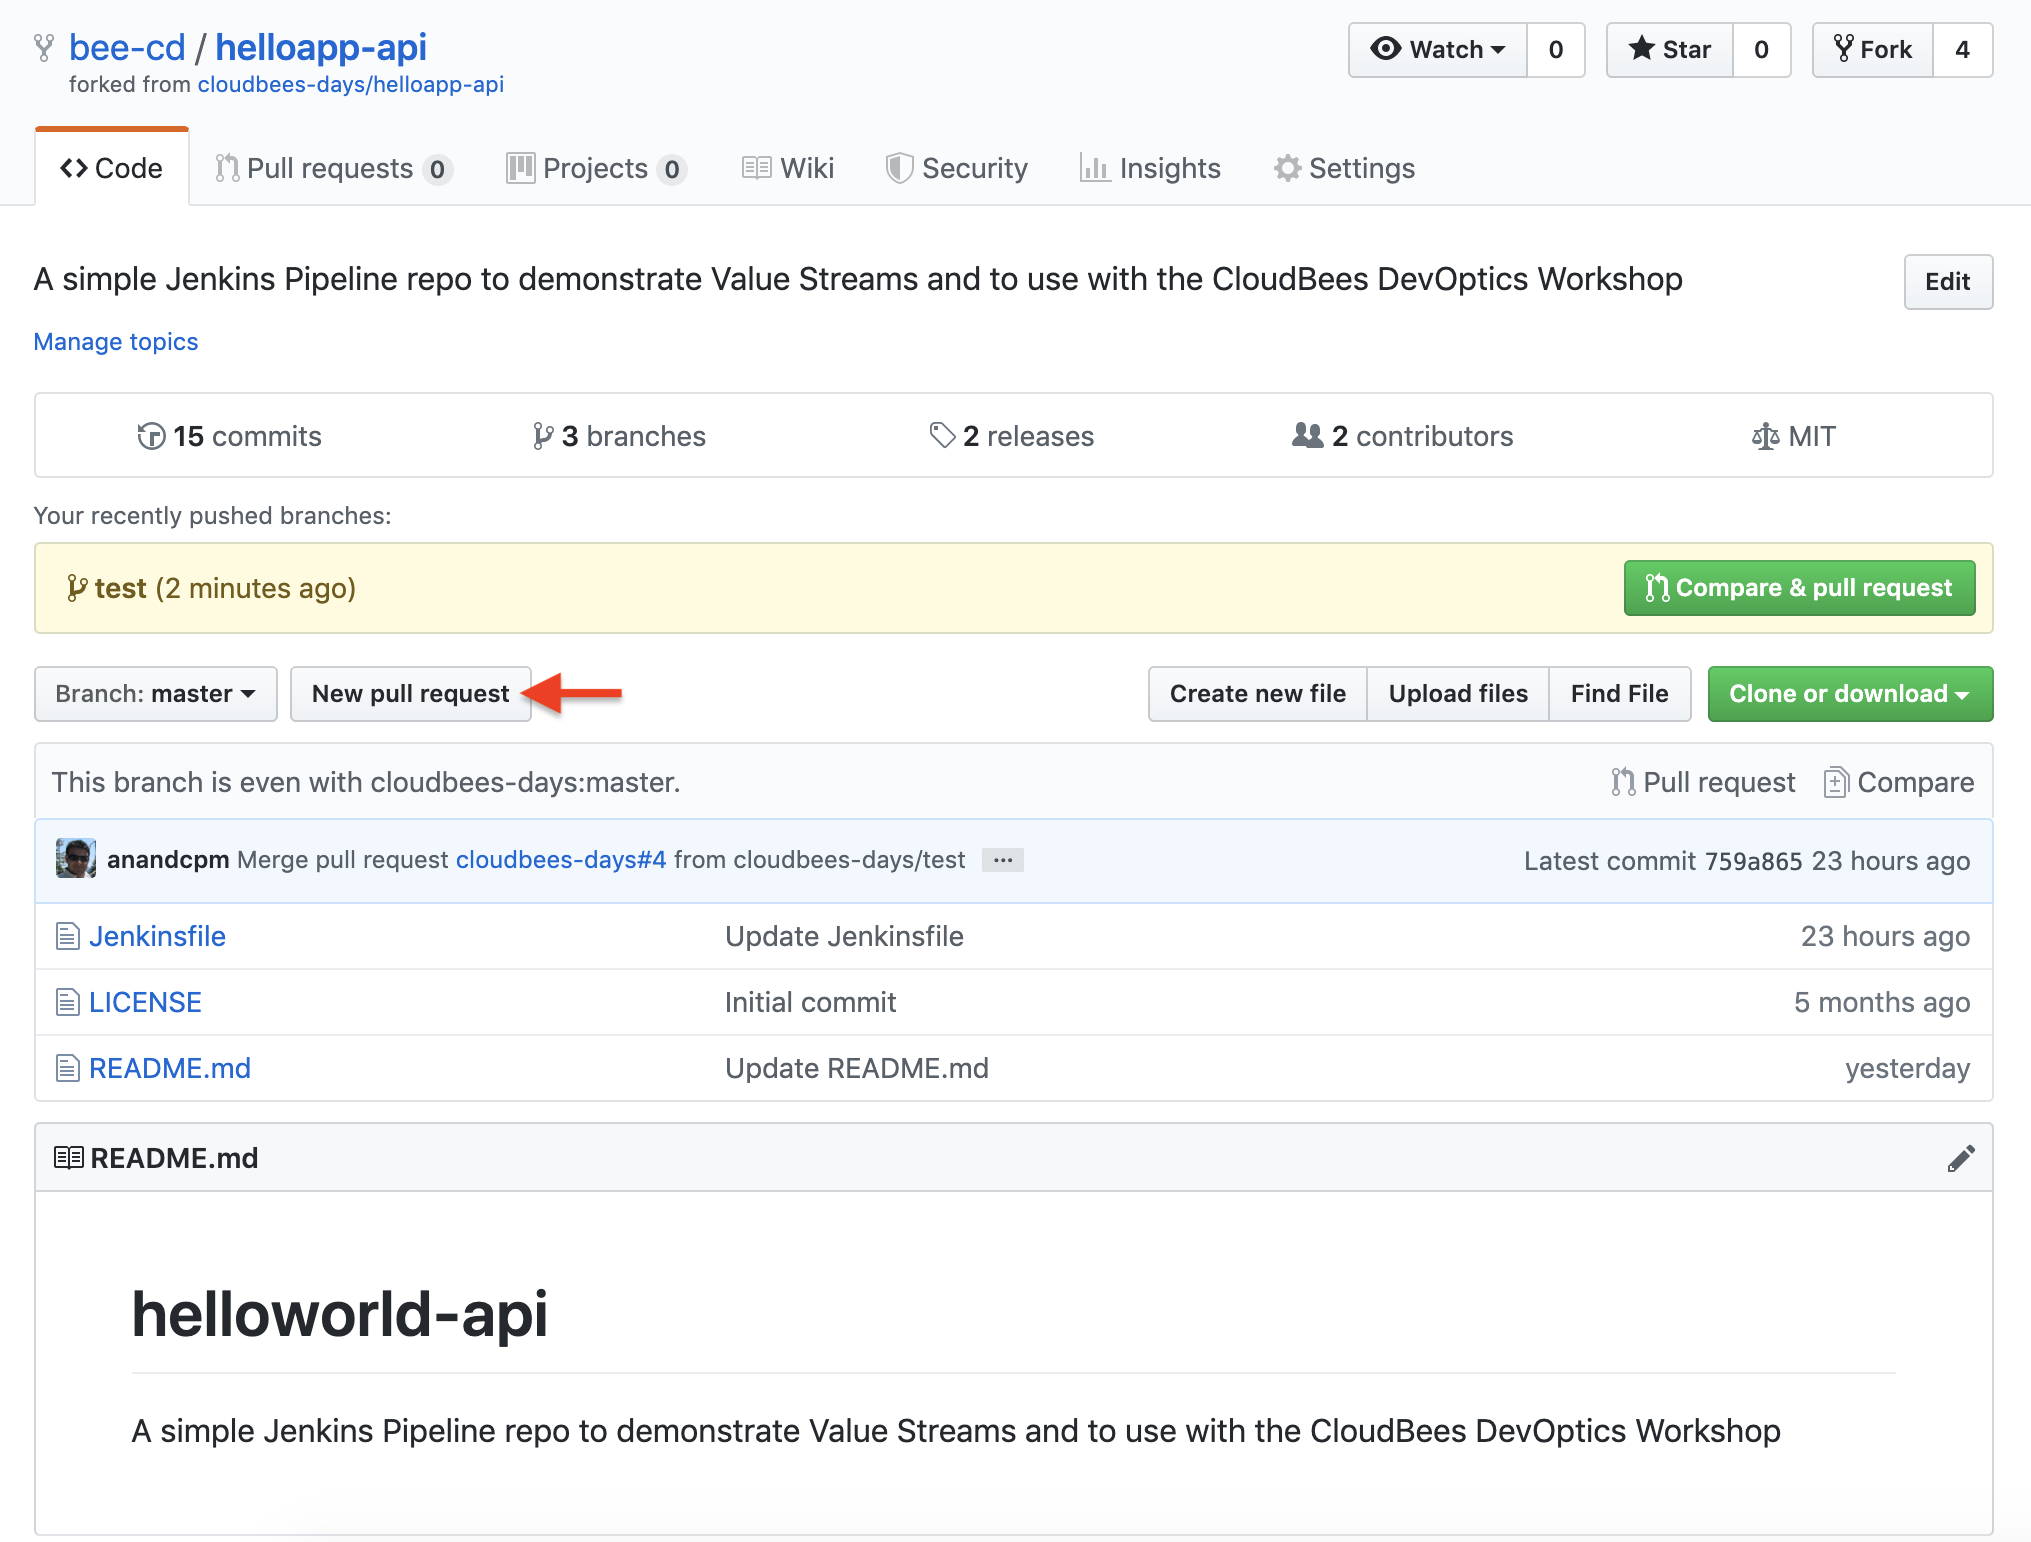 bee-cd / helloapp-api
Watch 0
Star 0
Fork 4
forked from cloudbees-days/helloapp-api
Code
Pull requests 0
Projects 0
Wiki
Security
Insights
Settings
A simple Jenkins Pipeline repo to demonstrate Value Streams and to use with the CloudBees DevOptics Workshop
Edit
Manage topics
15 commits
3 branches
2 releases
2 contributors
MIT
Your recently pushed branches:
test (2 minutes ago)
Compare & pull request
Branch: master
New pull request
Create new file
Upload files
Find File
Clone or download
This branch is even with cloudbees-days:master.
Pull request
Compare
anandcpm Merge pull request cloudbees-days#4 from cloudbees-days/test ...
Latest commit 759a865 23 hours ago
Jenkinsfile
Update Jenkinsfile
23 hours ago
LICENSE
Initial commit
5 months ago
README.md
Update README.md
yesterday
README.md
helloworld-api
A simple Jenkins Pipeline repo to demonstrate Value Streams and to use with the CloudBees DevOptics Workshop